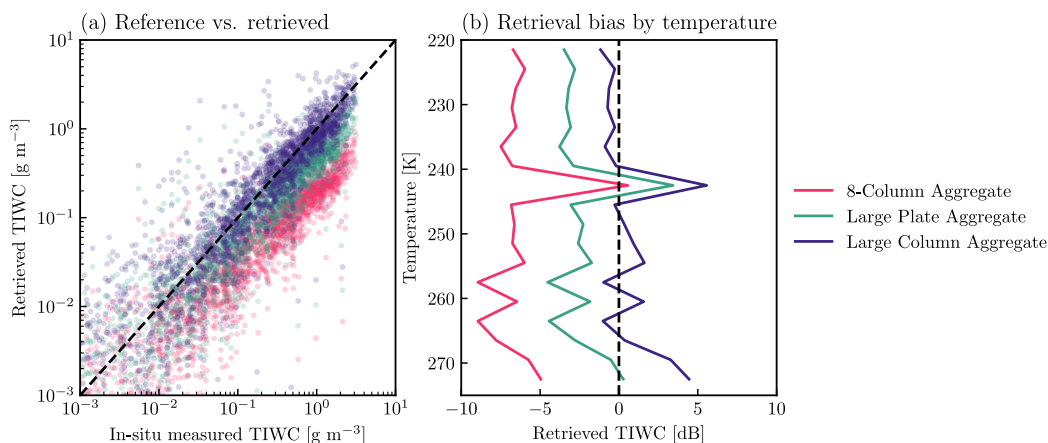 (a) Reference vs. retrieved
(b) Retrieval bias by temperature
10^1
10^0
10^−1
10^−2
10^−3
Retrieved TIWC [g m^−3]
10^−3
10^−2
10^−1
10^0
10^1
In-situ measured TIWC [g m^−3]
220
230
240
250
260
270
Temperature [K]
−10
−5
0
5
10
Retrieved TIWC [dB]
8-Column Aggregate
Large Plate Aggregate
Large Column Aggregate